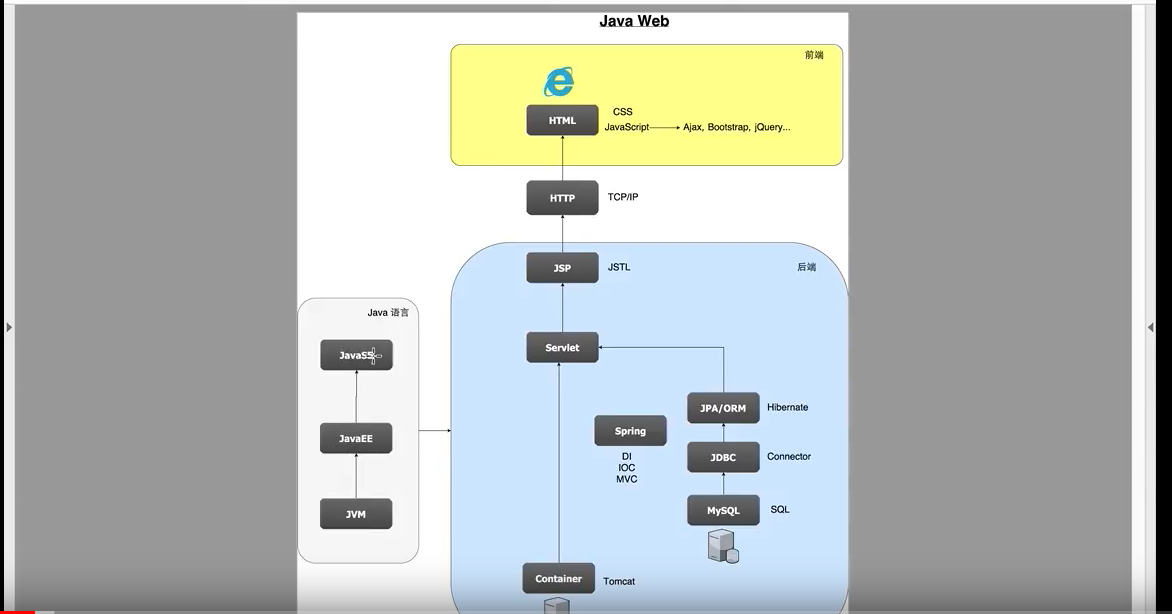 Java Web
前端
HTML
CSS
JavaScript
Ajax, Bootstrap, jQuery...
HTTP
TCP/IP
JSP
JSTL
后端
Java 语言
Servlet
JPA/ORM
Hibernate
Spring
DI
IOC
MVC
JavaEE
JDBC
Connector
JVM
MySQL
SQL
Container
Tomcat